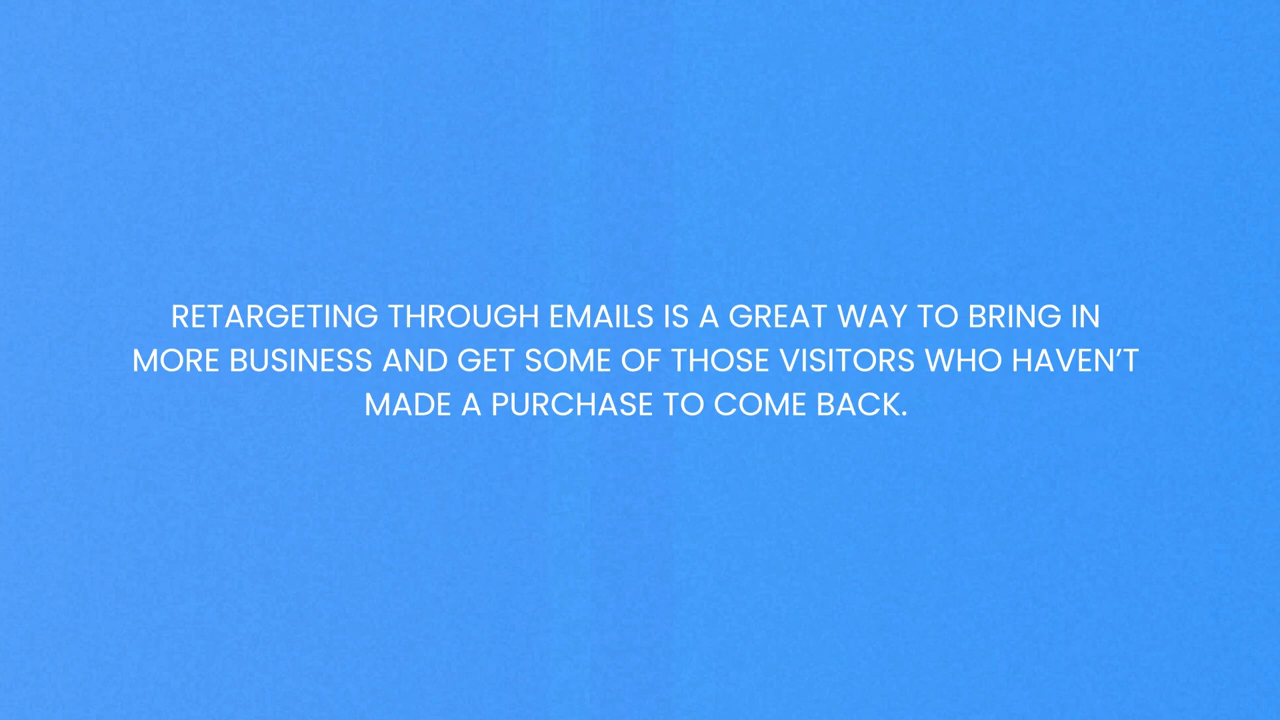 RETARGETING THROUGH EMAILS IS A GREAT WAY TO BRING IN
MORE BUSINESS AND GET SOME OF THOSE VISITORS WHO HAVEN’T
MADE A PURCHASE TO COME BACK.